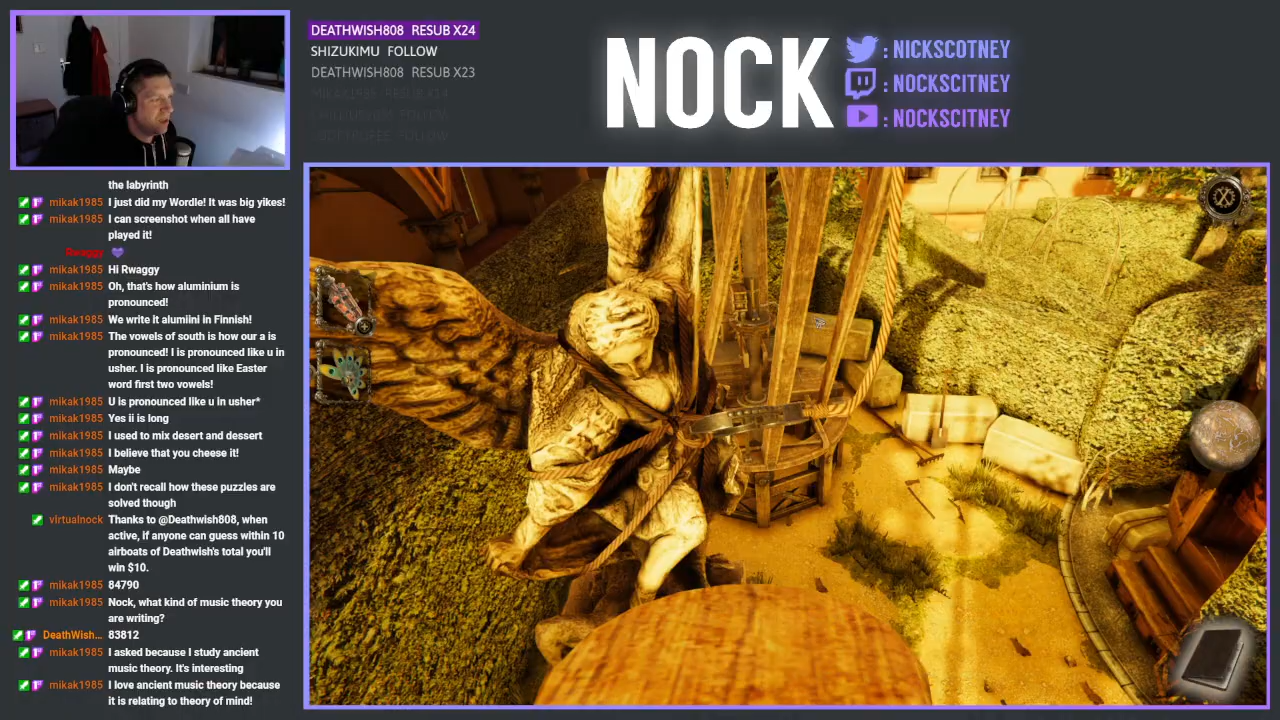 DEATHWISH808 RESUB X24
SHIZUKIMU FOLLOW
DEATHWISH808 RESUB X23
MIKAK1985 RESUB X14
FOLLOW
FOLLOW
NOCK
: NICKSCOTNEY
: NOCKSCITNEY
: NOCKSCITNEY
the labyrinth
mikak1985 I just did my Wordle! It was big yikes!
mikak1985 I can screenshot when all have
played it!
Rwaggy
mikak1985 Hi Rwaggy
mikak1985 Oh, that's how aluminium is
pronounced!
mikak1985 We write it alumiini in Finnish!
mikak1985 The vowels of south is how our a is
pronounced! I is pronounced like u in
usher. I is pronounced like Easter
word first two vowels!
mikak1985 U is pronounced like u in usher*
mikak1985 Yes ii is long
mikak1985 I used to mix desert and dessert
mikak1985 I believe that you cheese it!
mikak1985 Maybe
mikak1985 I don't recall how these puzzles are
solved though
virtualnock Thanks to @Deathwish808, when
active, if anyone can guess within 10
airboats of Deathwish's total you'll
win $10.
mikak1985 84790
mikak1985 Nock, what kind of music theory you
are writing?
DeathWish... 83812
mikak1985 I asked because I study ancient
music theory. It's interesting
mikak1985 I love ancient music theory because
it is relating to theory of mind!